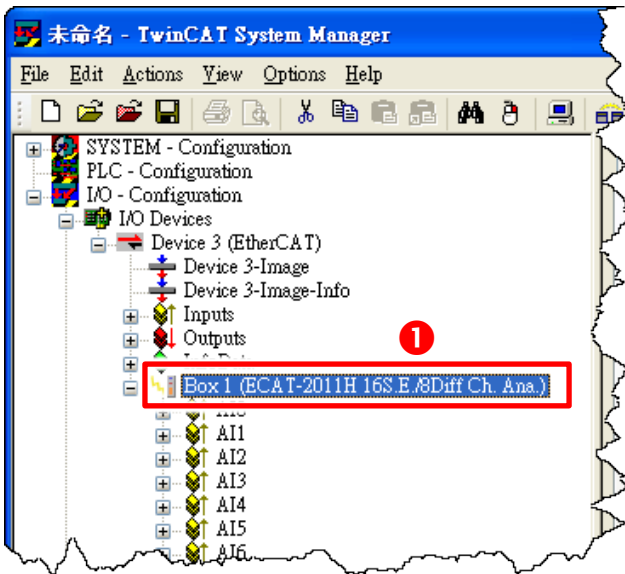 未命名 - TwinCAT System Manager
File Edit Actions View Options Help
SYSTEM - Configuration
PLC - Configuration
I/O - Configuration
I/O Devices
Device 3 (EtherCAT)
Device 3-Image
Device 3-Image-Info
Inputs
Outputs
1
Box 1 (ECAT-2011H 16S.E./8Diff Ch. Ana.)
AI1
AI2
AI3
AI4
AI5
AI6